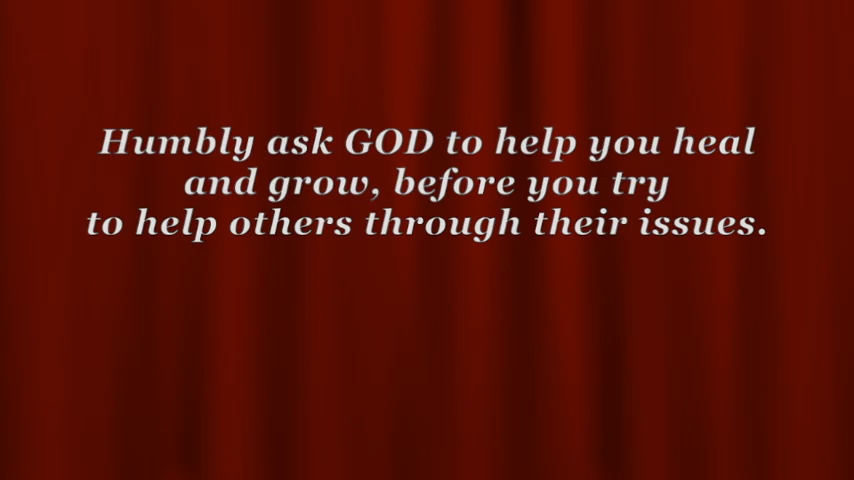 Humbly ask GOD to help you heal
and grow, before you try
to help others through their issues.